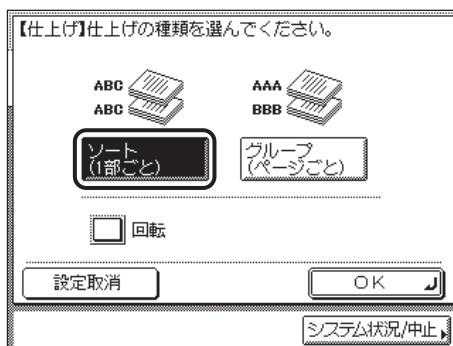 【仕上げ】仕上げの種類を選んでください。
ABC
ABC
AAA
BBB
ソート
(1部ごと)
グループ
(ページごと)
回転
設定取消
OK
システム状況/中止